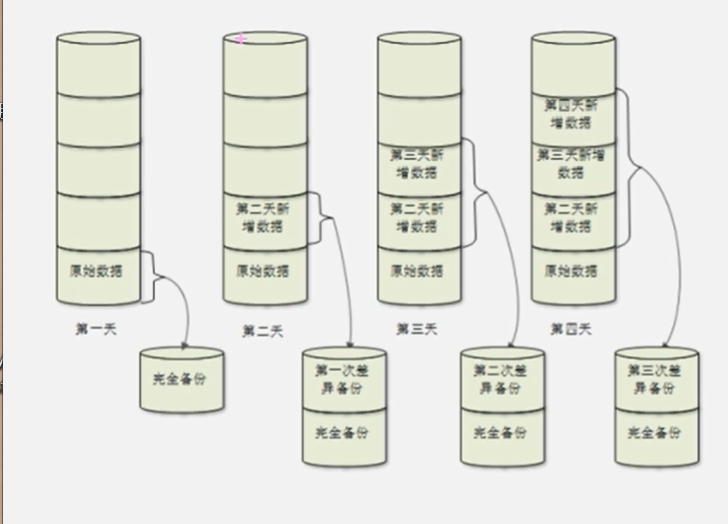 第四天新
增数据
第三天新
增数据
第三天新增
数据
第二天新
增数据
第二天新
增数据
第二天新
增数据
原始数据
原始数据
原始数据
原始数据
第一天
第二天
第三天
第四天
完全备份
第一次差
异备份
第二次差
异备份
第三次差
异备份
完全备份
完全备份
完全备份